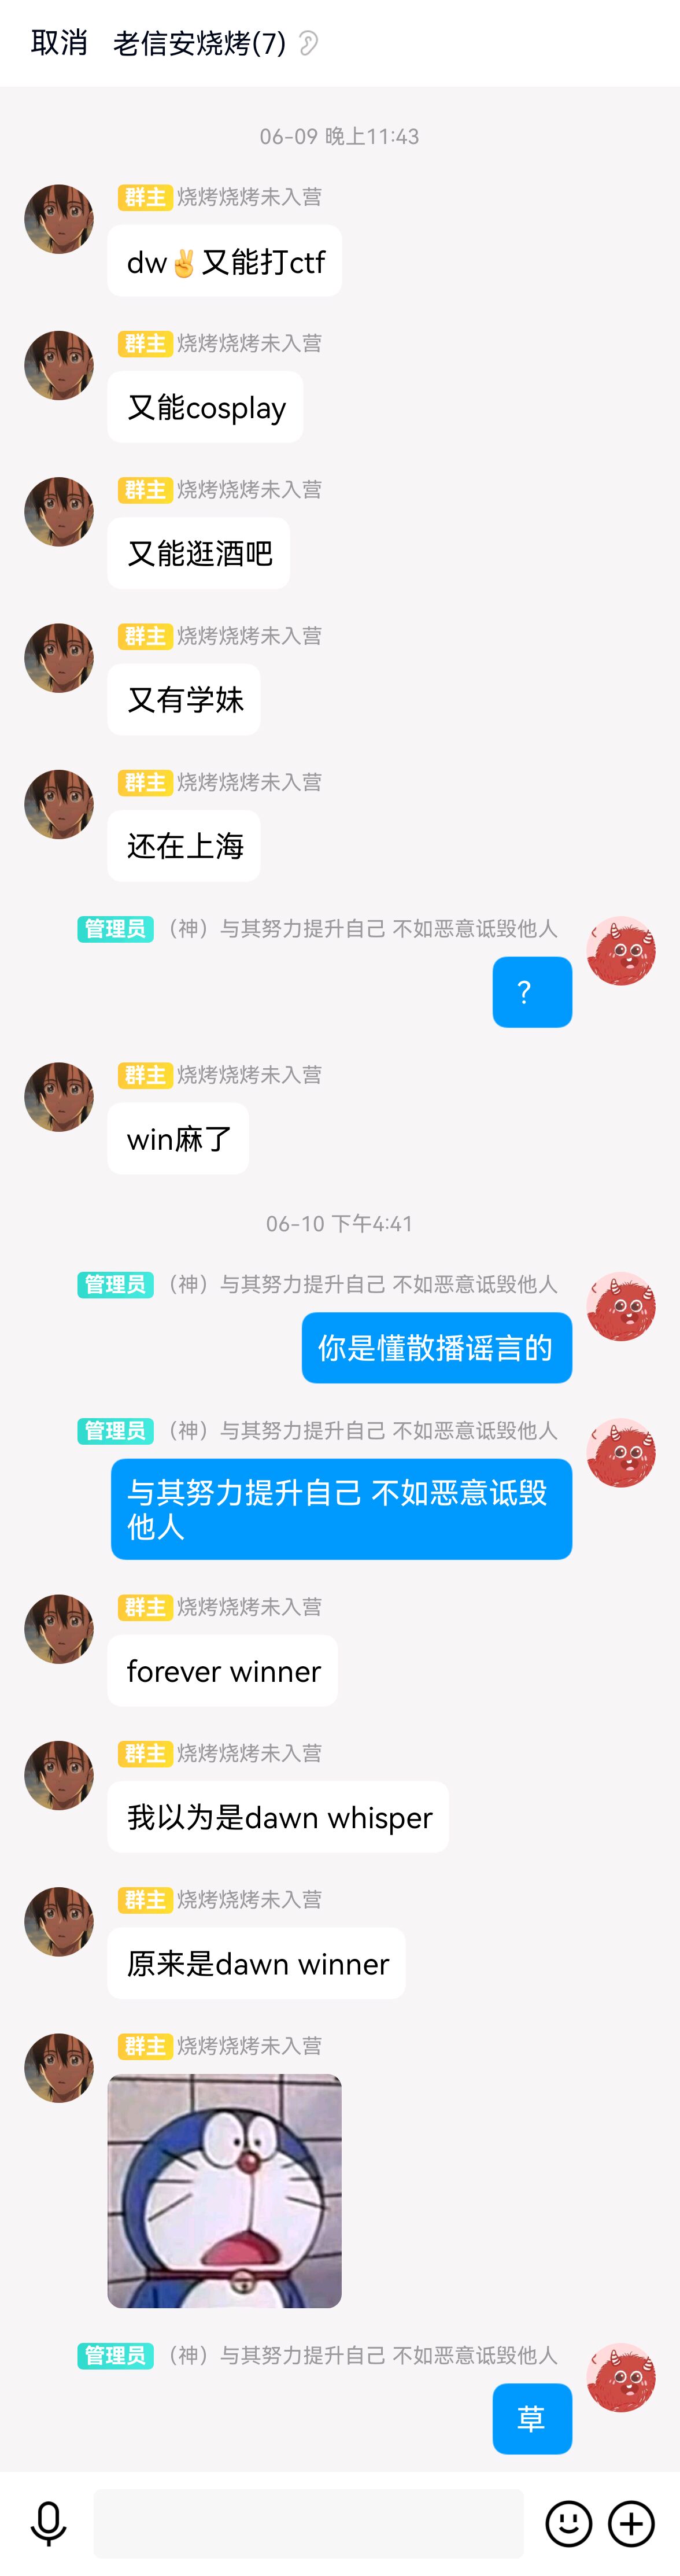 取消 老信安烧烤(7)
06-09 晚上11:43
群主 烧烤烧烤未入营
dw✌️又能打ctf
群主 烧烤烧烤未入营
又能cosplay
群主 烧烤烧烤未入营
又能逛酒吧
群主 烧烤烧烤未入营
又有学妹
群主 烧烤烧烤未入营
还在上海
管理员 （神）与其努力提升自己 不如恶意诋毁他人
？
群主 烧烤烧烤未入营
win麻了
06-10 下午4:41
管理员 （神）与其努力提升自己 不如恶意诋毁他人
你是懂散播谣言的
管理员 （神）与其努力提升自己 不如恶意诋毁他人
与其努力提升自己 不如恶意诋毁
他人
群主 烧烤烧烤未入营
forever winner
群主 烧烤烧烤未入营
我以为是dawn whisper
群主 烧烤烧烤未入营
原来是dawn winner
群主 烧烤烧烤未入营
管理员 （神）与其努力提升自己 不如恶意诋毁他人
草